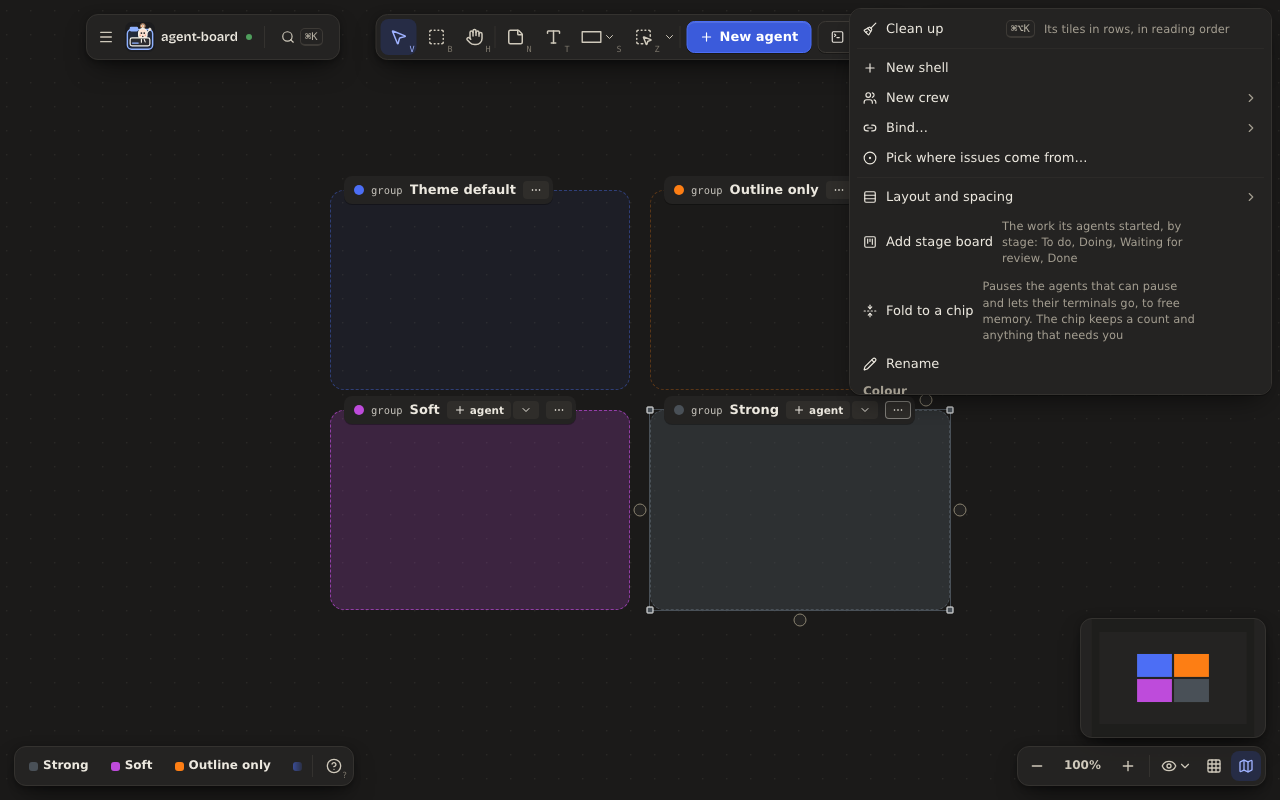 agent-board
⌘K
V
B
H
N
T
S
Z
New agent
Clean up
⌘⌥K
Its tiles in rows, in reading order
New shell
New crew
Bind…
Pick where issues come from…
Layout and spacing
Add stage board
The work its agents started, by
stage: To do, Doing, Waiting for
review, Done
Fold to a chip
Pauses the agents that can pause
and lets their terminals go, to free
memory. The chip keeps a count and
anything that needs you
Rename
Colour
group Theme default
group Outline only
group Soft
agent
group Strong
agent
Strong
Soft
Outline only
?
100%